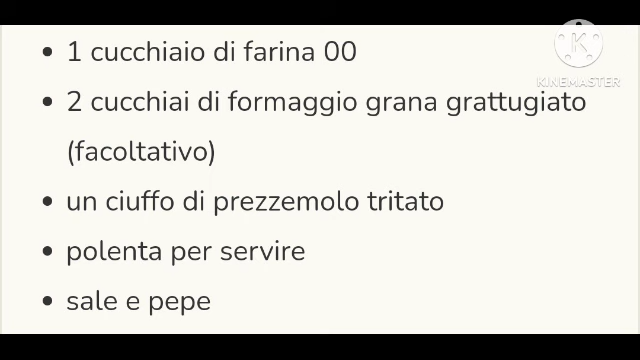 • 1 cucchiaio di farina 00
• 2 cucchiai di formaggio grana grattugiato
(facoltativo)
• un ciuffo di prezzemolo tritato
• polenta per servire
• sale e pepe
K
KINEMASTER